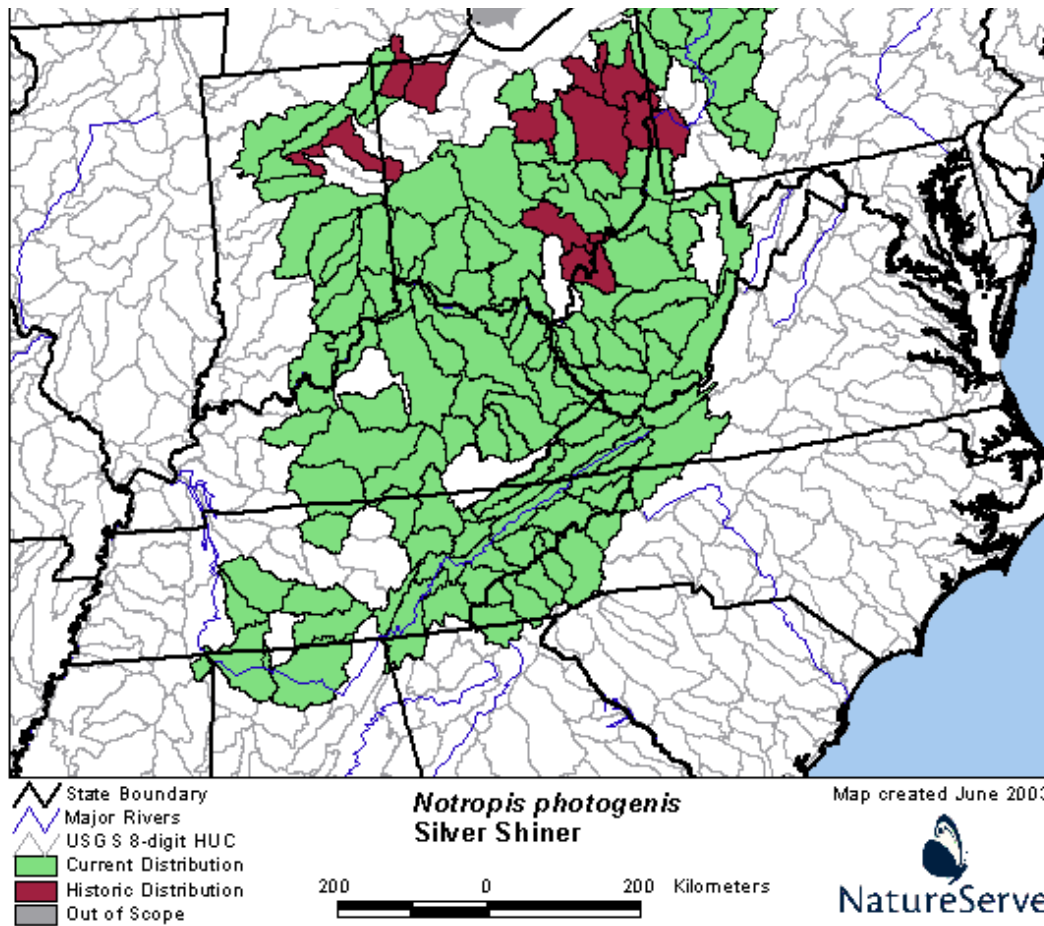 State Boundary
Major Rivers
USGS 8-digit HUC
Current Distribution
Historic Distribution
Out of Scope
Notropis photogenis
Silver Shiner
200 0 200 Kilometers
Map created June 2003
NatureServe